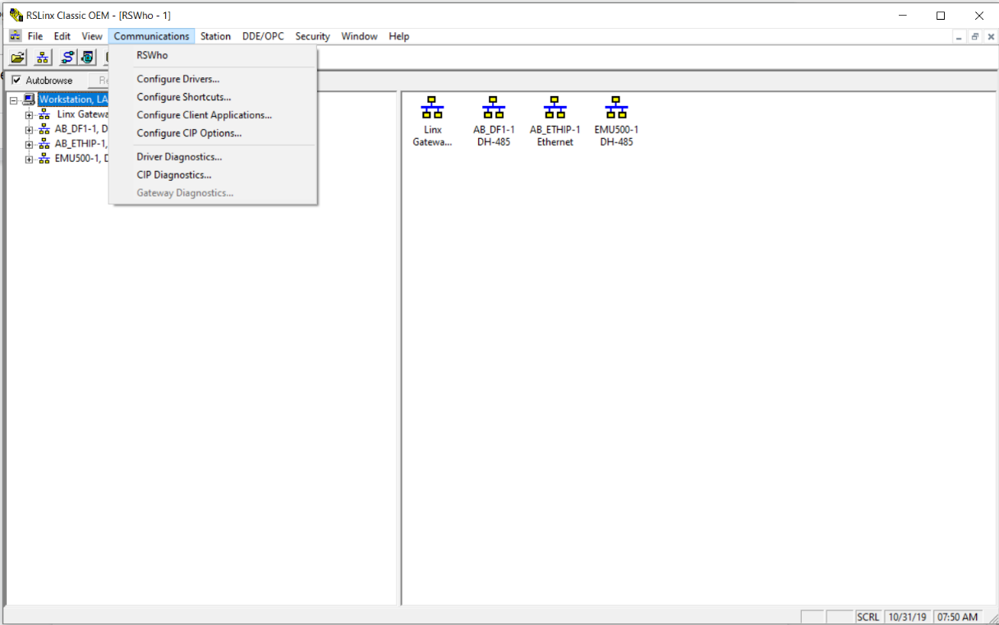 RSLinx Classic OEM - [RSWho - 1]
File Edit View Communications Station DDE/OPC Security Window Help
RSWho
Configure Drivers...
Configure Shortcuts...
Configure Client Applications...
Configure CIP Options...
Driver Diagnostics...
CIP Diagnostics...
Gateway Diagnostics...
Autobrowse
Workstation, LA
Linx Gatewa
AB_DF1-1, D
AB_ETHIP-1,
EMU500-1, D
Linx
Gatewa...
AB_DF1-1
DH-485
AB_ETHIP-1
Ethernet
EMU500-1
DH-485
SCRL 10/31/19 07:50 AM